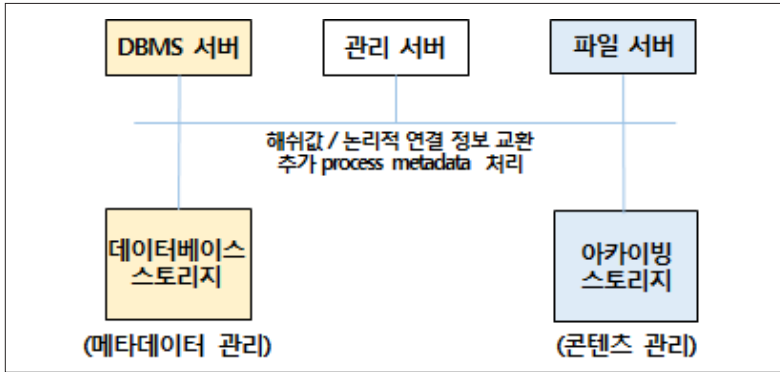 DBMS 서버
관리 서버
파일 서버
해쉬값 / 논리적 연결 정보 교환
추가 process metadata 처리
데이터베이스
스토리지
아카이빙
스토리지
(메타데이터 관리)
(콘텐츠 관리)